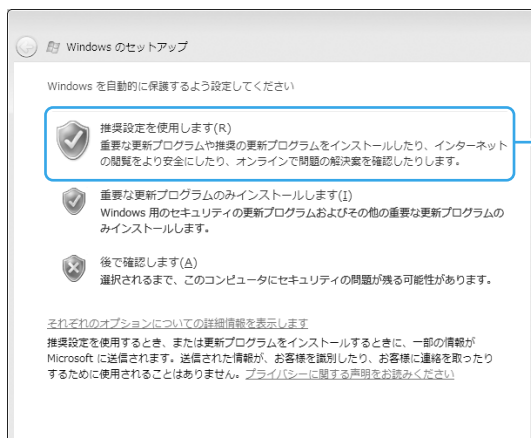 Windows のセットアップ
Windows を自動的に保護するよう設定してください
推奨設定を使用します(R)
重要な更新プログラムや推奨の更新プログラムをインストールしたり、インターネット
の閲覧をより安全にしたり、オンラインで問題の解決案を確認したりします。
重要な更新プログラムのみインストールします(I)
Windows 用のセキュリティの更新プログラムおよびその他の重要な更新プログラムの
みインストールします。
後で確認します(A)
選択されるまで、このコンピュータにセキュリティの問題が残る可能性があります。
それぞれのオプションについての詳細情報を表示します
推奨設定を使用するとき、または更新プログラムをインストールするときに、一部の情報が
Microsoft に送信されます。送信された情報が、お客様を識別したり、お客様に連絡を取ったり
するために使用されることはありません。プライバシーに関する声明をお読みください